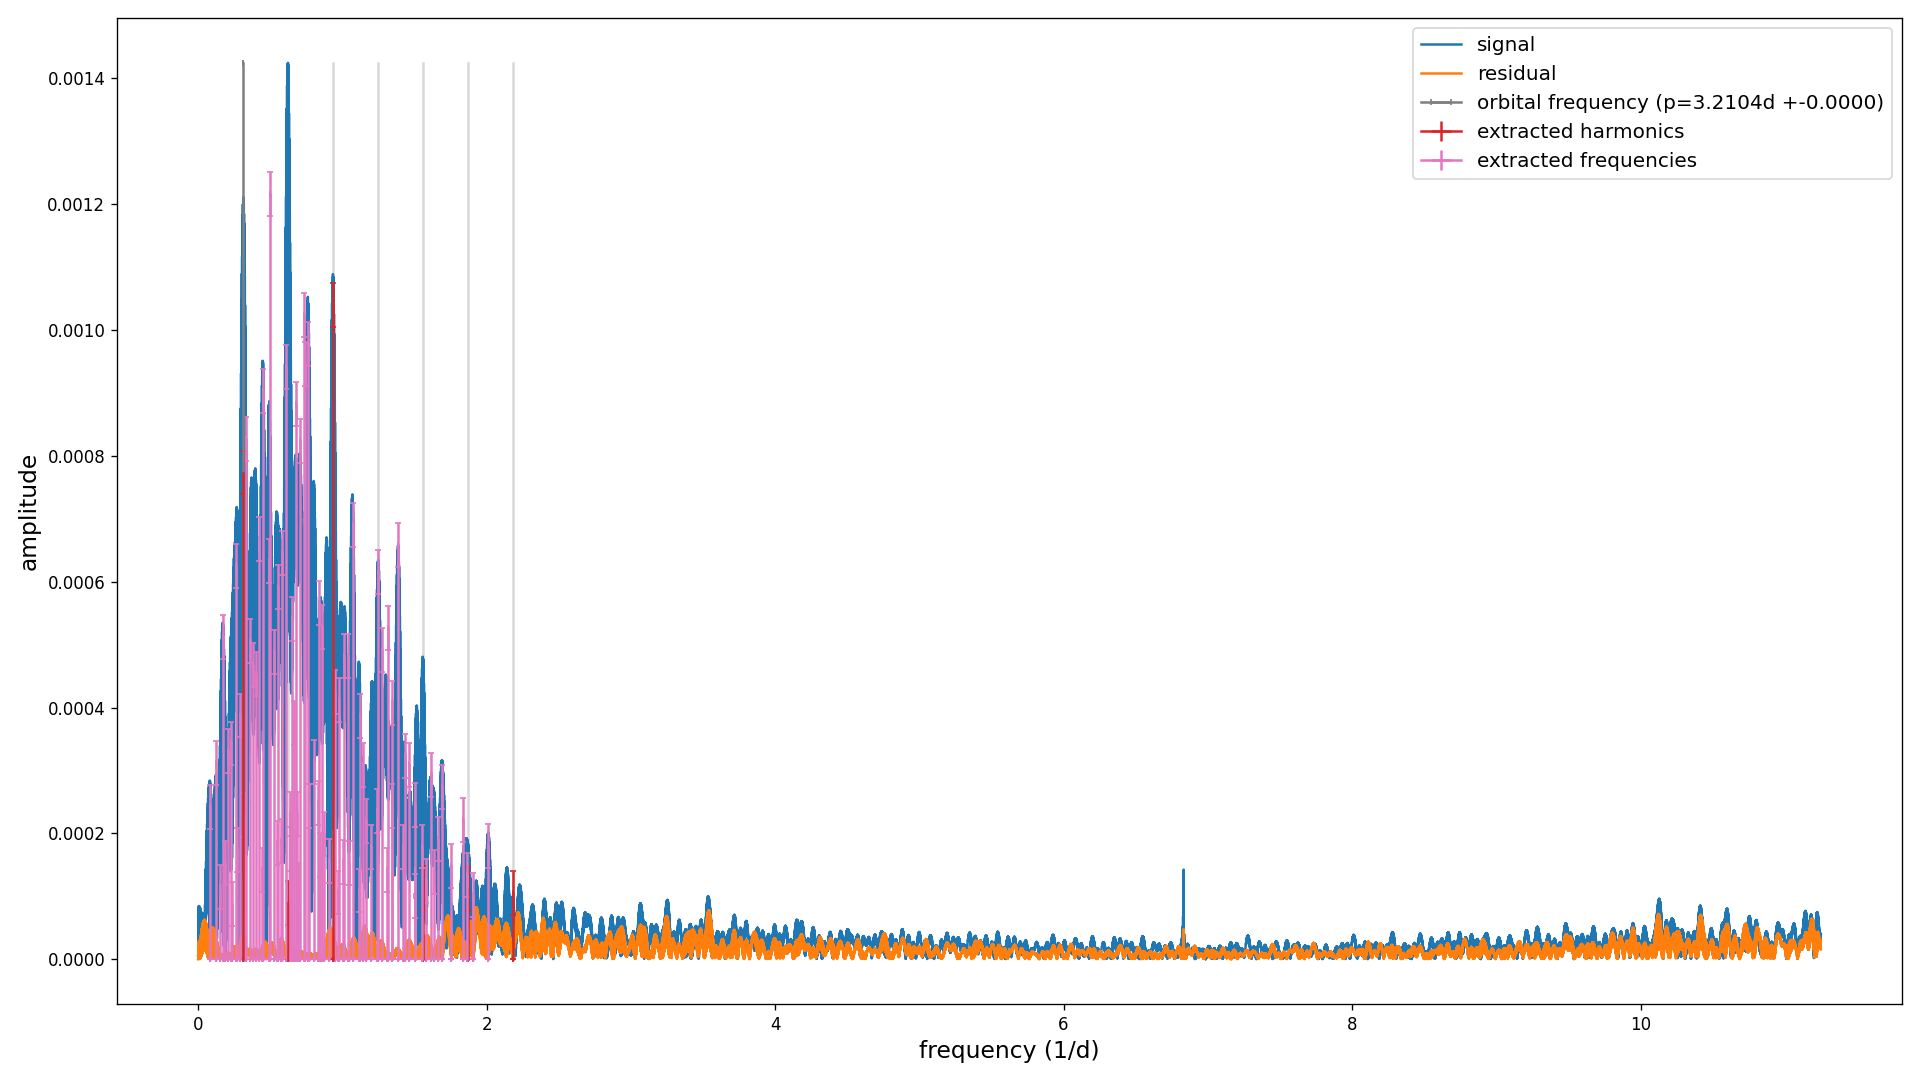 signal
residual
orbital frequency (p=3.2104d +-0.0000)
extracted harmonics
extracted frequencies
amplitude
0.0014
0.0012
0.0010
0.0008
0.0006
0.0004
0.0002
0.0000
0 2 4 6 8 10
frequency (1/d)